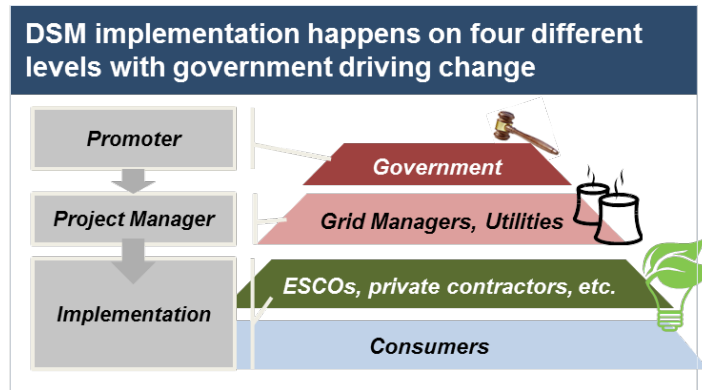 DSM implementation happens on four different
levels with government driving change
Promoter
Government
Project Manager
Grid Managers, Utilities
Implementation
ESCOs, private contractors, etc.
Consumers